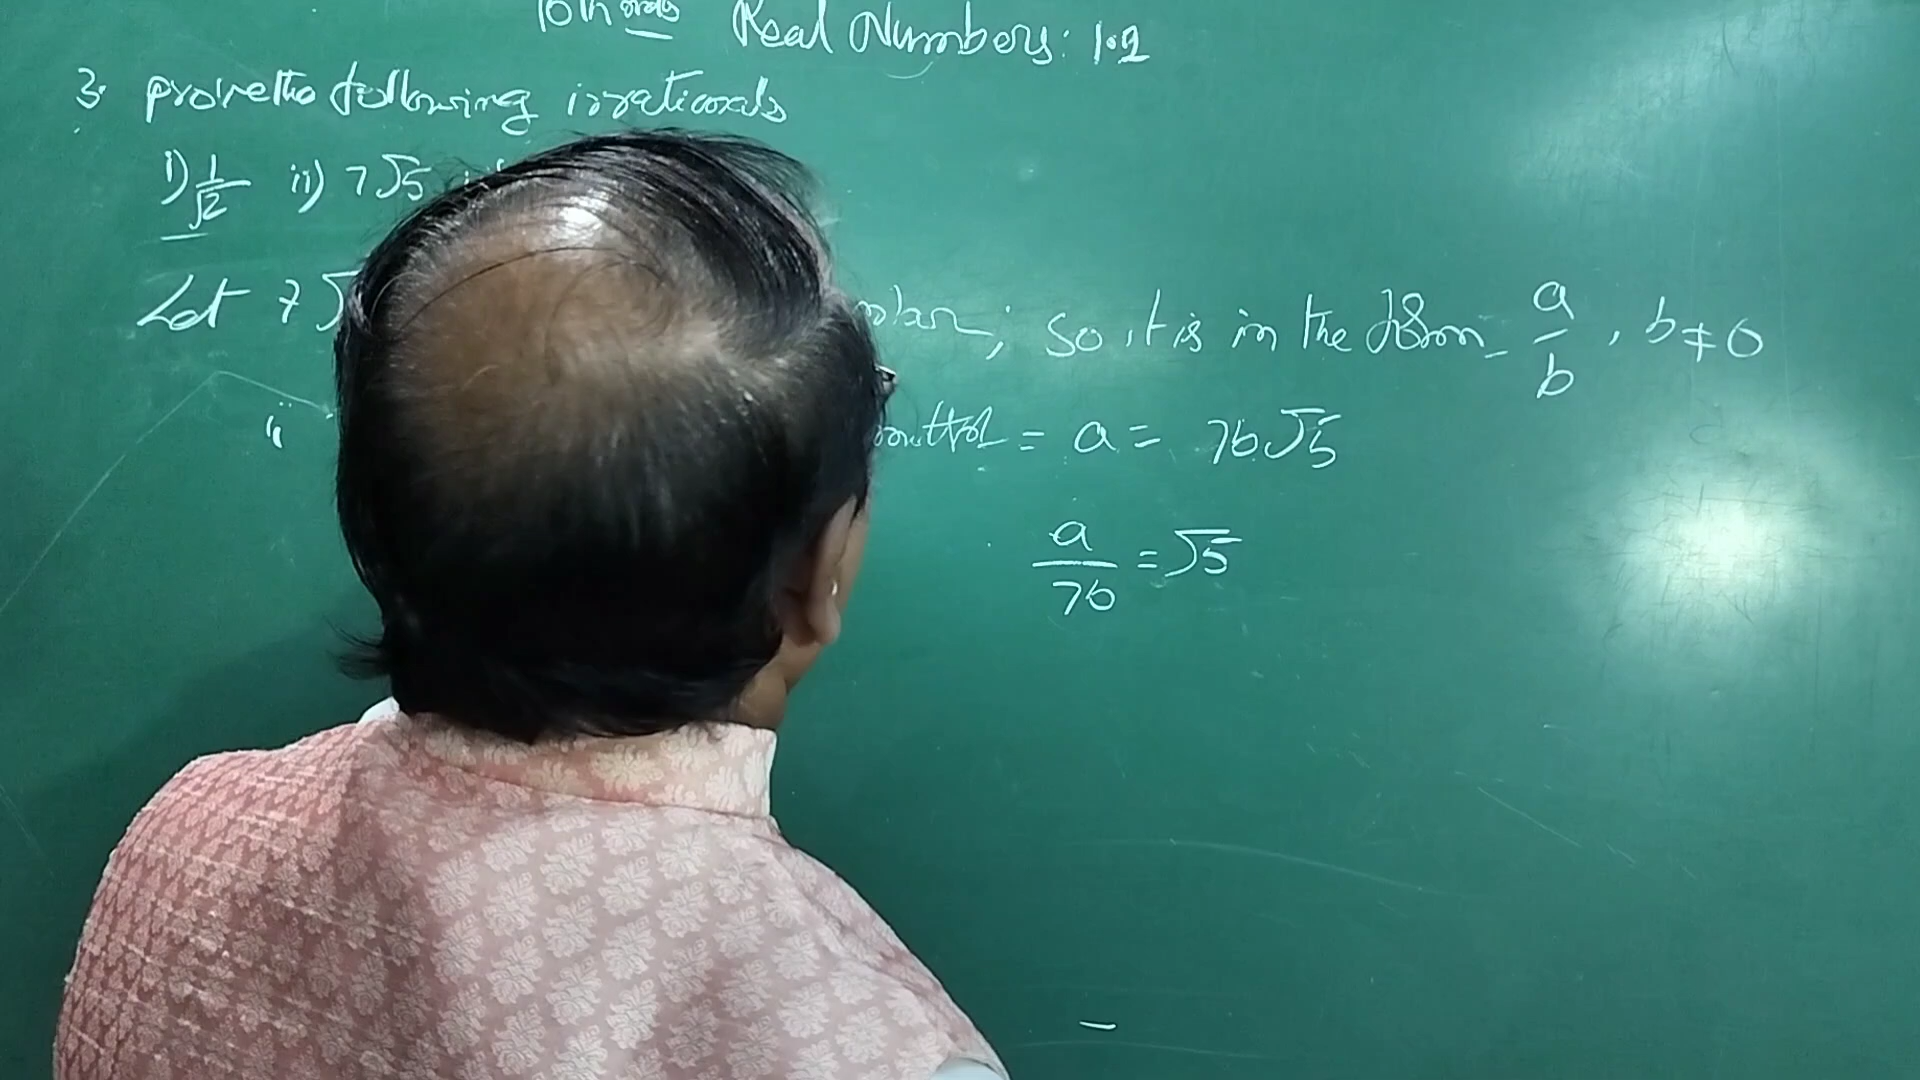 10th Real Numbers: 1.2
3. prove the following irrationals
i) 1/√2 ii) 7√5
Let 7√ ; so it is in the form a/b, b≠0
= a = 7b√5
a/7b = √5